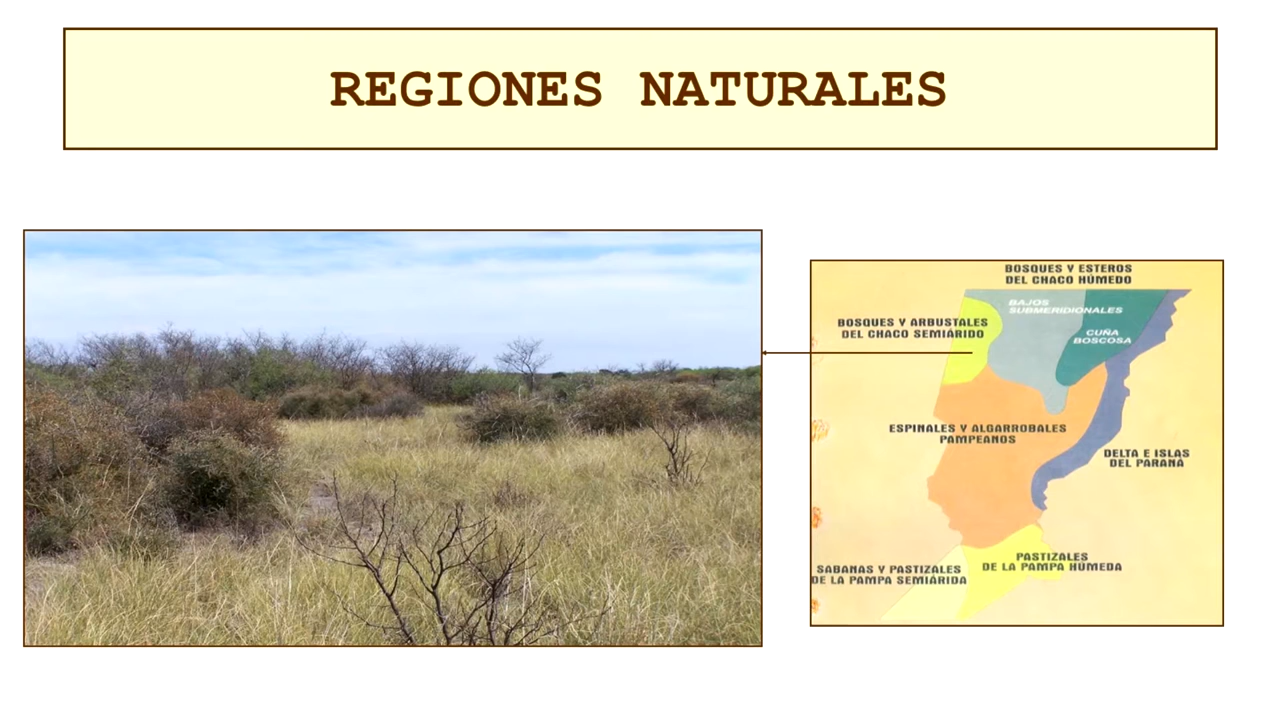 REGIONES NATURALES
BOSQUES Y ESTEROS
DEL CHACO HÚMEDO
BAJOS
SUBMERIDIONALES
BOSQUES Y ARBUSTALES
DEL CHACO SEMIÁRIDO
CUÑA
BOSCOSA
ESPINALES Y ALGARROBALES
PAMPEANOS
DELTA E ISLAS
DEL PARANÁ
PASTIZALES
DE LA PAMPA HÚMEDA
SABANAS Y PASTIZALES
DE LA PAMPA SEMIÁRIDA